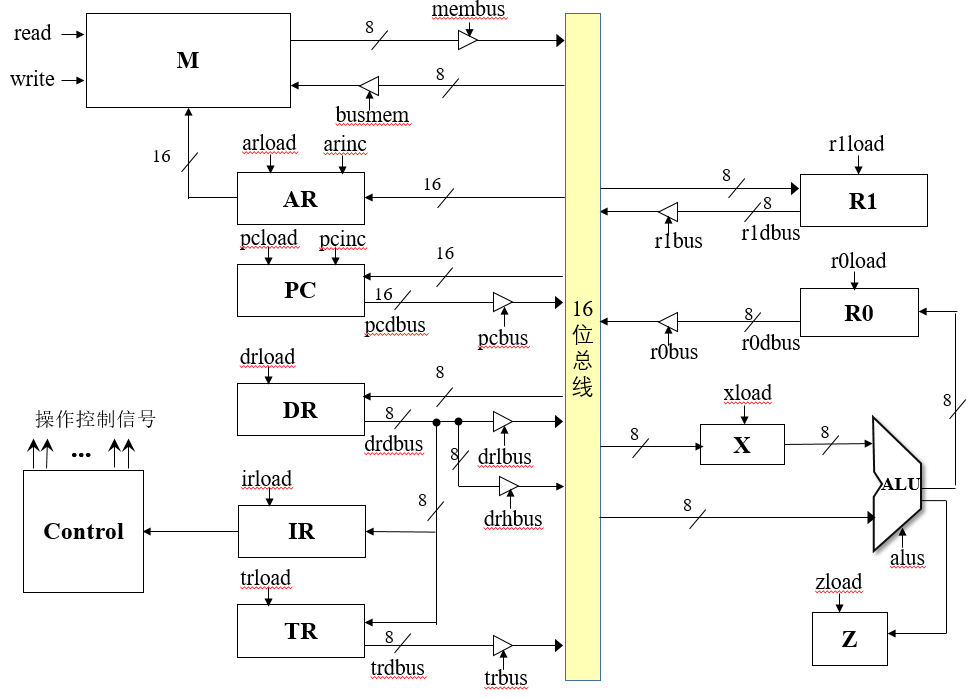 membus
read
8
M
write
8
busmem
16
arload
arinc
AR
16
pcload
pcinc
PC
16
16
pcdbus
pcbus
drload
DR
8
8
drdbus
drlbus
8
drhbus
操作控制信号
...
Control
irload
IR
8
trload
TR
8
trdbus
trbus
16
位
总
线
r1load
8
R1
8
r1bus
r1dbus
r0load
R0
8
r0bus
r0dbus
8
xload
8
X
8
ALU
8
alus
zload
Z